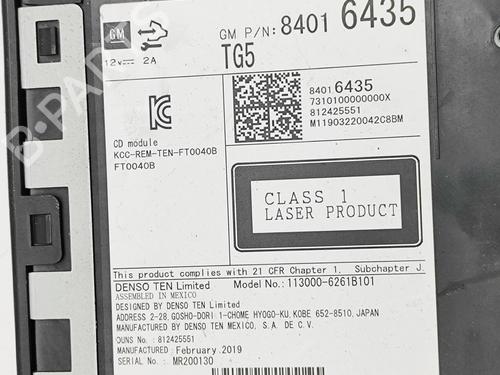 GM
GM P/N: 8401 6435
12V 2A
TG5
8401 6435
7310100000000X
812425551
M11903220042C8BM
CD module
KCC-REM-TEN-FT0040B
FT0040B
CLASS 1
LASER PRODUCT
This product complies with 21 CFR Chapter 1. Subchapter J.
DENSO TEN Limited Model No.: 113000-6261B101
ASSEMBLED IN MEXICO
DESIGNED BY DENSO TEN Limited
ADDRESS 2-28, GOSHO-DORI 1-CHOME HYOGO-KU, KOBE 652-8510, JAPAN
MANUFACTURED BY DENSO TEN MEXICO, S.A. DE C.V.
DUNS No.: 812425551
MANUFACTURED February 2019
SERIAL No.: MR200130
B-PARTS